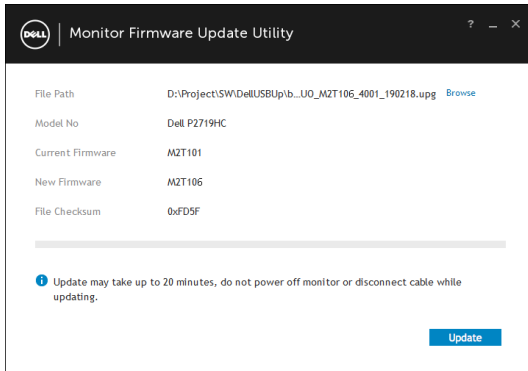 DELL
Monitor Firmware Update Utility
?
File Path D:\Project\SW\DellUSBUp\b...UO_M2T106_4001_190218.upg Browse
Model No Dell P2719HC
Current Firmware M2T101
New Firmware M2T106
File Checksum 0xFD5F
Update may take up to 20 minutes, do not power off monitor or disconnect cable while
updating.
Update